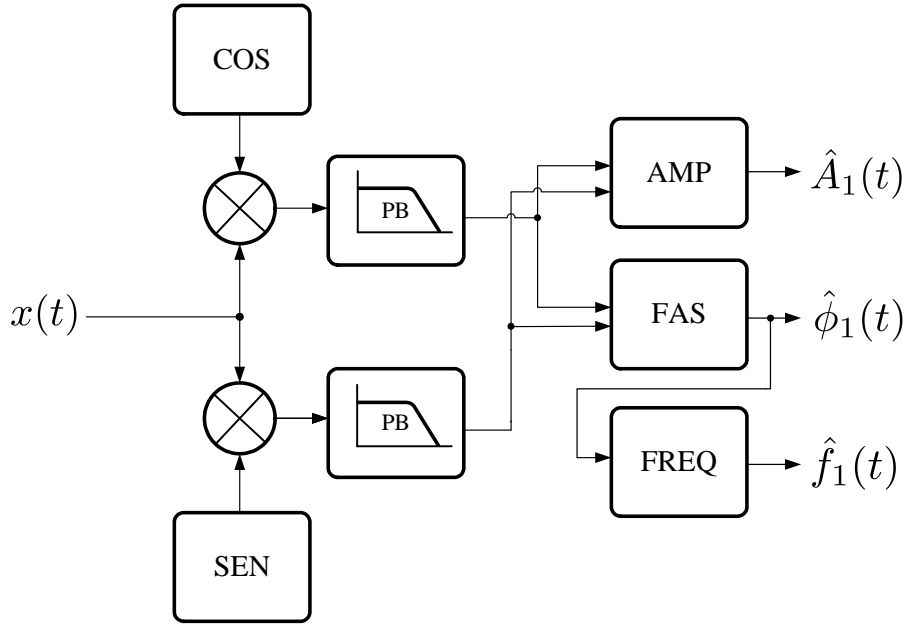 COS
AMP
Â₁(t)
PB
x(t)
FAS
ϕ̂₁(t)
PB
FREQ
f̂₁(t)
SEN